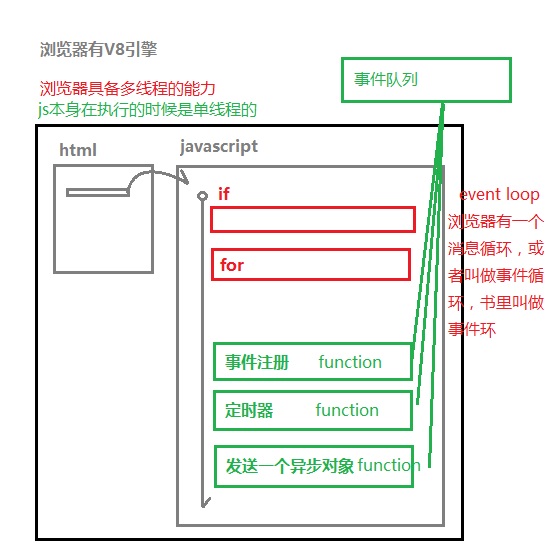 浏览器有V8引擎
事件队列
浏览器具备多线程的能力
js本身在执行的时候是单线程的
html
javascript
if
event loop
浏览器有一个
消息循环，或
者叫做事件循
环，书里叫做
事件环
for
事件注册 function
定时器 function
发送一个异步对象 function